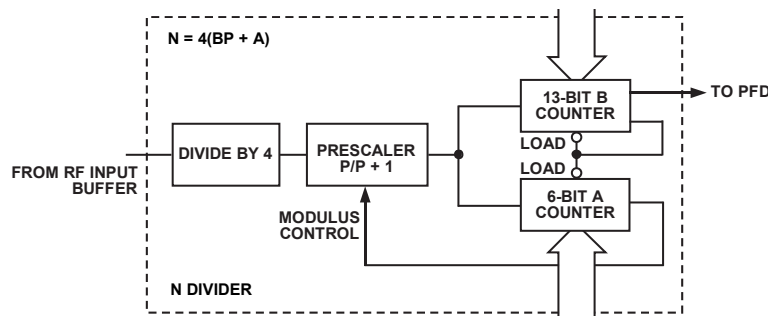 N = 4(BP + A)
13-BIT B
COUNTER
TO PFD
DIVIDE BY 4
PRESCALER
P/P + 1
LOAD
LOAD
FROM RF INPUT
BUFFER
6-BIT A
COUNTER
MODULUS
CONTROL
N DIVIDER